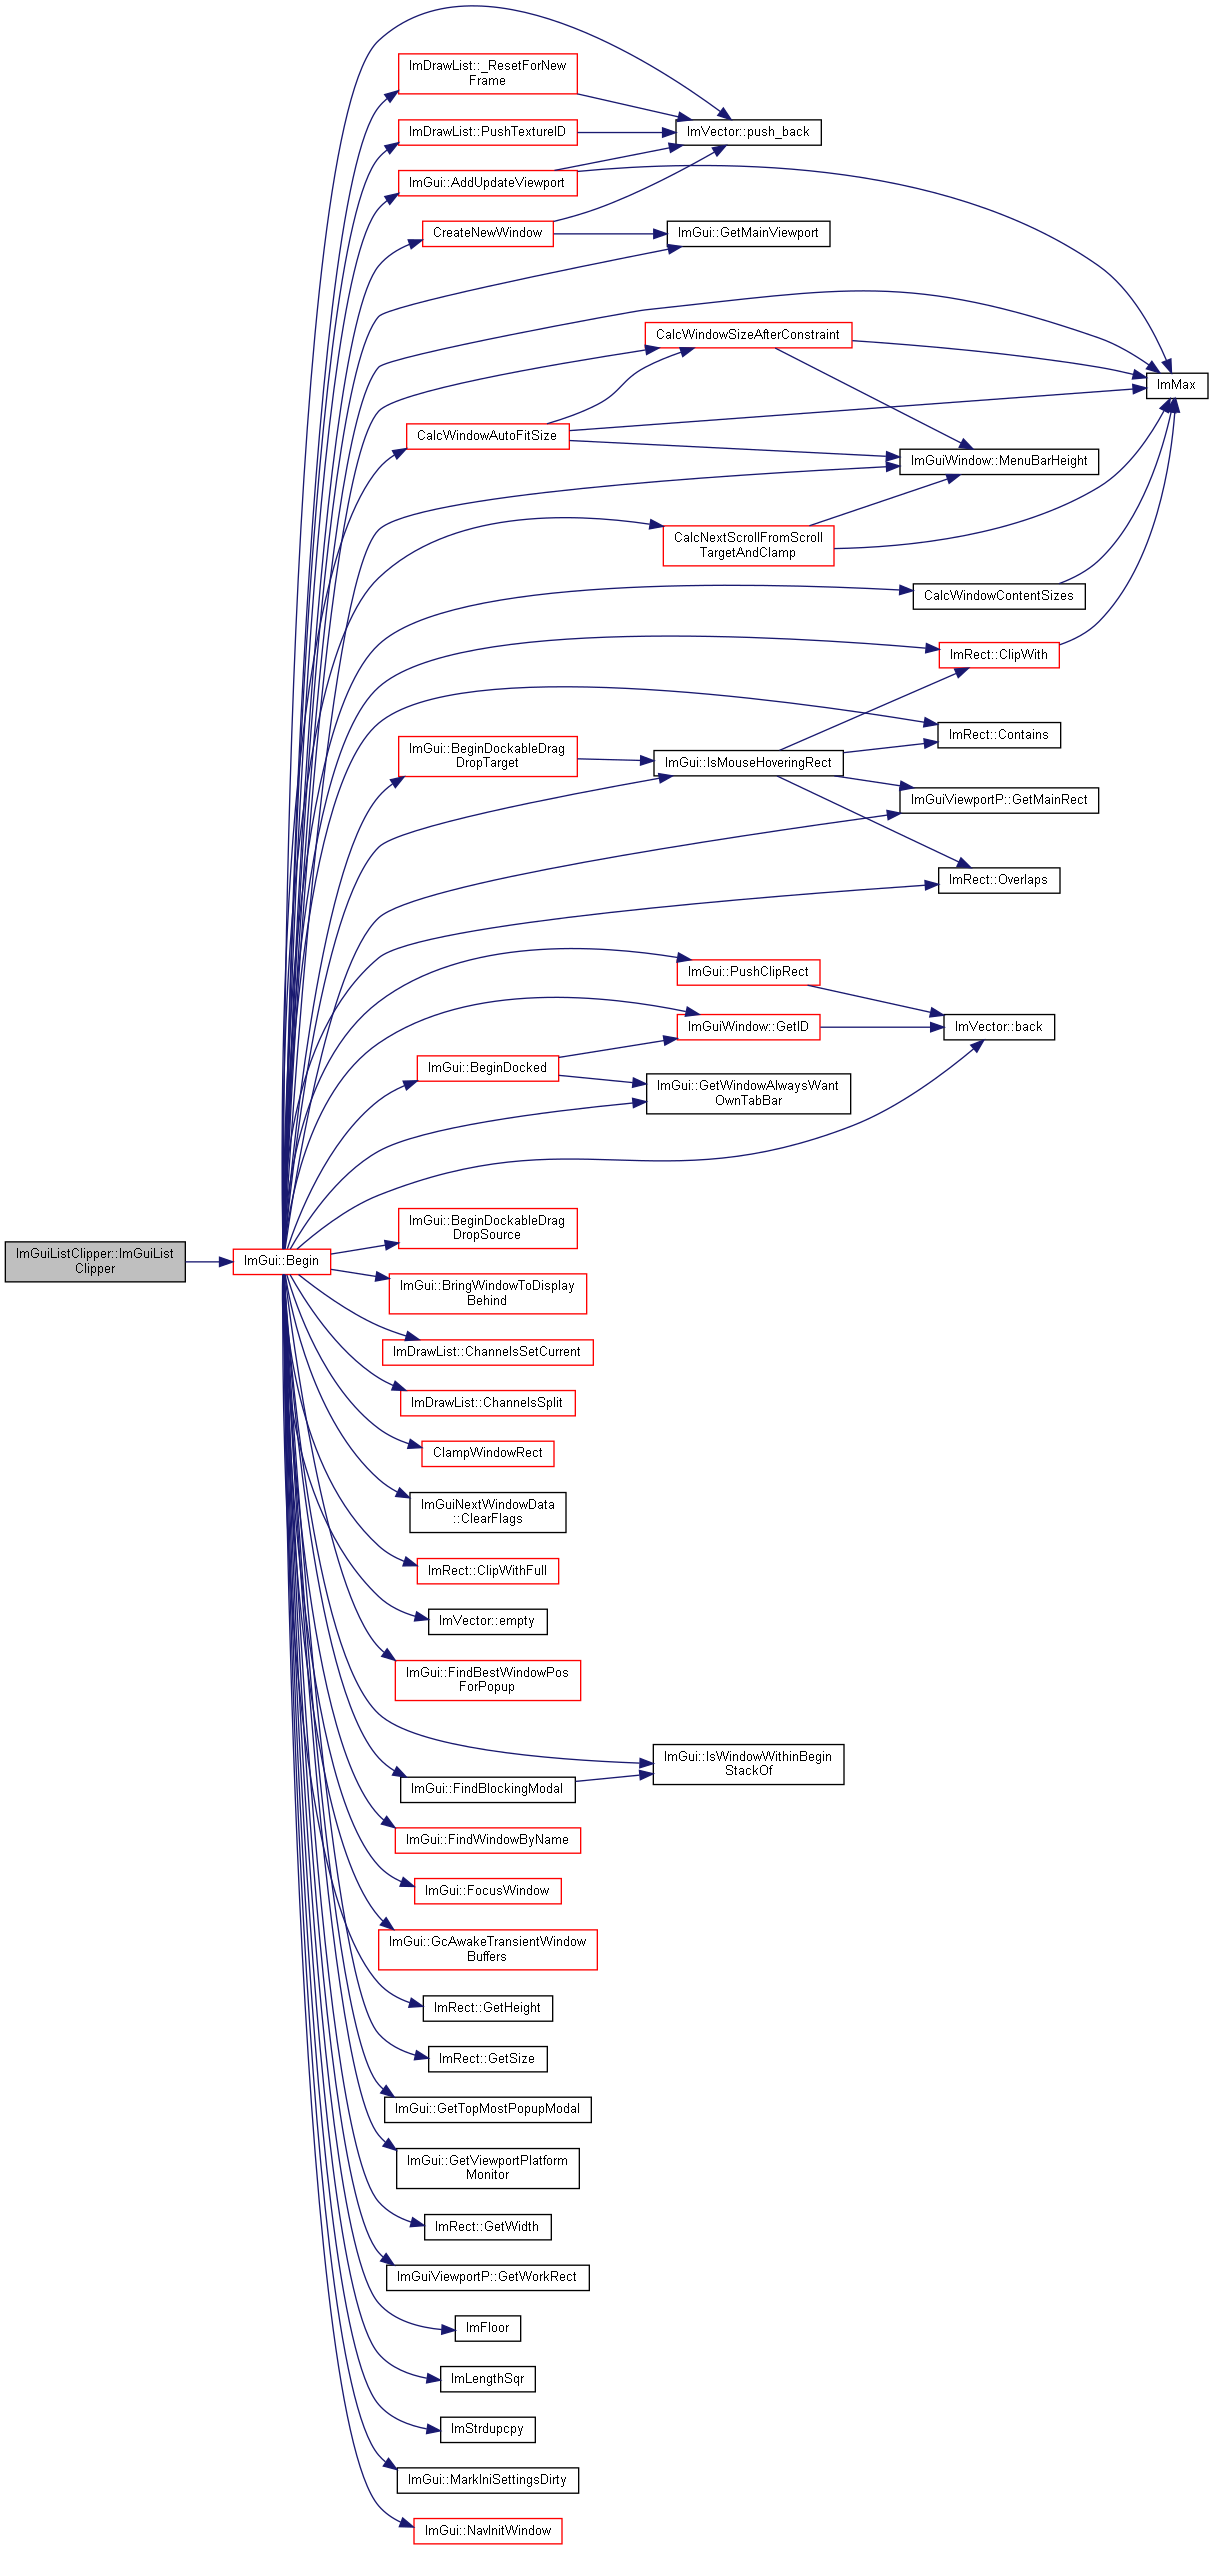 ImDrawList::_ResetForNew
Frame
ImVector::push_back
ImDrawList::PushTextureID
ImGui::AddUpdateViewport
CreateNewWindow
ImGui::GetMainViewport
CalcWindowSizeAfterConstraint
ImMax
CalcWindowAutoFitSize
ImGuiWindow::MenuBarHeight
CalcNextScrollFromScroll
TargetAndClamp
CalcWindowContentSizes
ImRect::ClipWith
ImRect::Contains
ImGui::BeginDockableDrag
DropTarget
ImGui::IsMouseHoveringRect
ImGuiViewportP::GetMainRect
ImRect::Overlaps
ImGui::PushClipRect
ImGuiWindow::GetID
ImVector::back
ImGui::BeginDocked
ImGui::GetWindowAlwaysWant
OwnTabBar
ImGui::BeginDockableDrag
DropSource
ImGuiListClipper::ImGuiList
Clipper
ImGui::Begin
ImGui::BringWindowToDisplay
Behind
ImDrawList::ChannelsSetCurrent
ImDrawList::ChannelsSplit
ClampWindowRect
ImGuiNextWindowData
::ClearFlags
ImRect::ClipWithFull
ImVector::empty
ImGui::FindBestWindowPos
ForPopup
ImGui::IsWindowWithinBegin
StackOf
ImGui::FindBlockingModal
ImGui::FindWindowByName
ImGui::FocusWindow
ImGui::GcAwakeTransientWindow
Buffers
ImRect::GetHeight
ImRect::GetSize
ImGui::GetTopMostPopupModal
ImGui::GetViewportPlatform
Monitor
ImRect::GetWidth
ImGuiViewportP::GetWorkRect
ImFloor
ImLengthSqr
ImStrdupcpy
ImGui::MarkIniSettingsDirty
ImGui::NavInitWindow